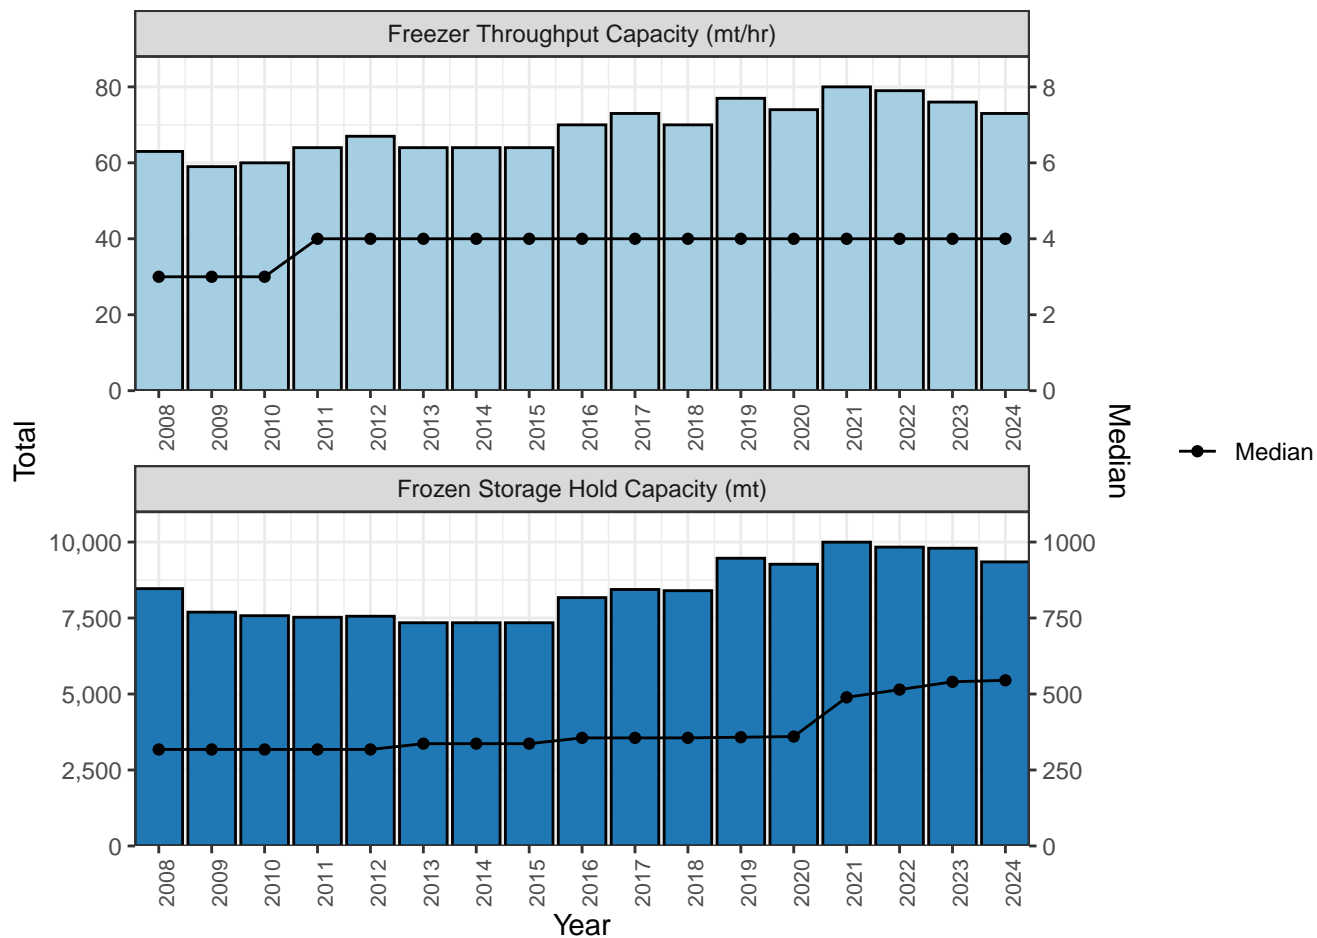 Freezer Throughput Capacity (mt/hr)
80
60
40
20
0
8
6
4
2
0
2008 2009 2010 2011 2012 2013 2014 2015 2016 2017 2018 2019 2020 2021 2022 2023 2024
Total
Median
Median
Frozen Storage Hold Capacity (mt)
10,000
7,500
5,000
2,500
0
1000
750
500
250
0
2008 2009 2010 2011 2012 2013 2014 2015 2016 2017 2018 2019 2020 2021 2022 2023 2024
Year